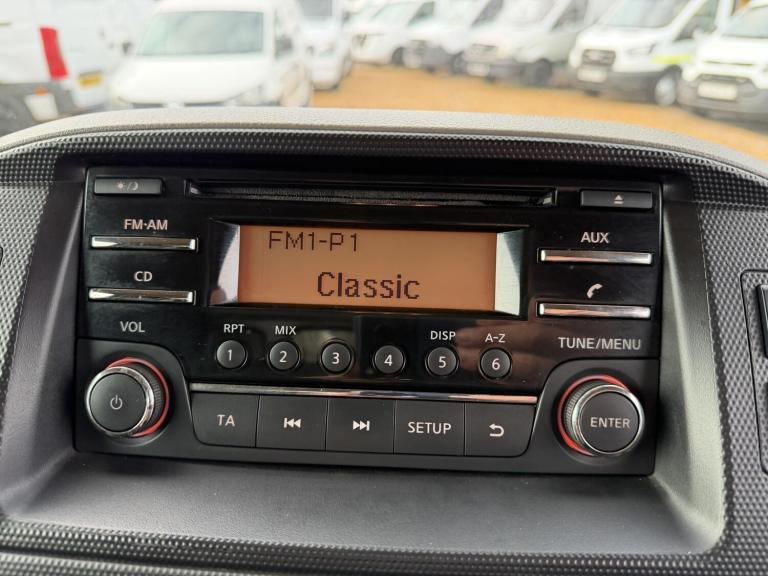 FM·AM
CD
VOL
FM1-P1
Classic
AUX
TUNE/MENU
RPT MIX DISP A-Z
1 2 3 4 5 6
ENTER
TA SETUP